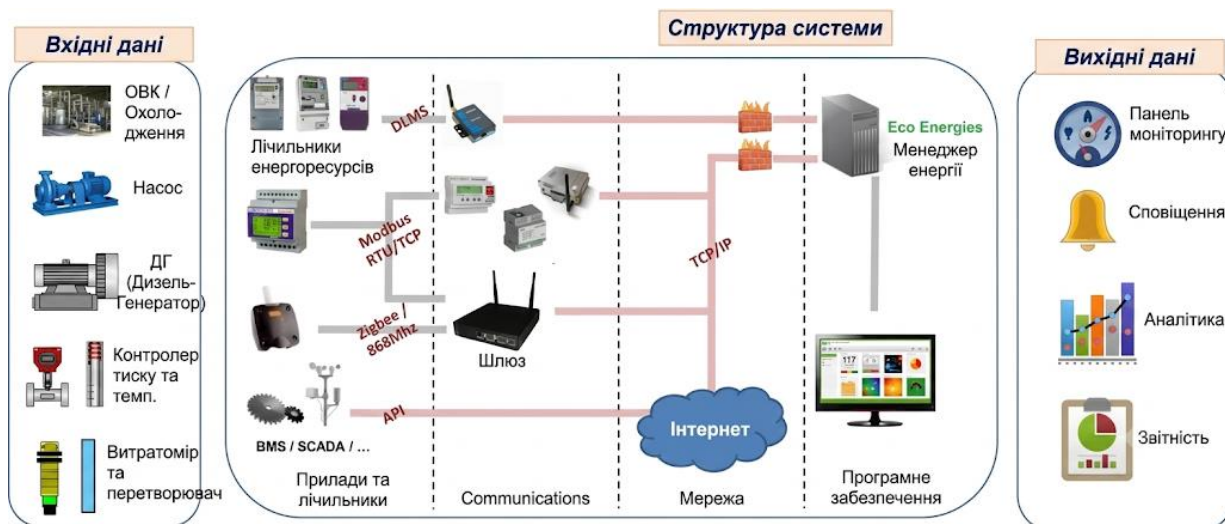 Вхідні дані
ОВК /
Охоло-
дження
Насос
ДГ
(Дизель-
Генератор)
Контролер
тиску та
темп.
Витратомір
та
перетворювач
Структура системи
Лічильники
енергоресурсів
DLMS
Modbus
RTU/TCP
Zigbee /
868Mhz
Шлюз
API
BMS / SCADA / ...
TCP/IP
Інтернет
Eco Energies
Менеджер
енергії
117
Прилади та
лічильники
Communications
Мережа
Програмне
забезпечення
Вихідні дані
Панель
моніторингу
Сповіщення
Аналітика
Звітність